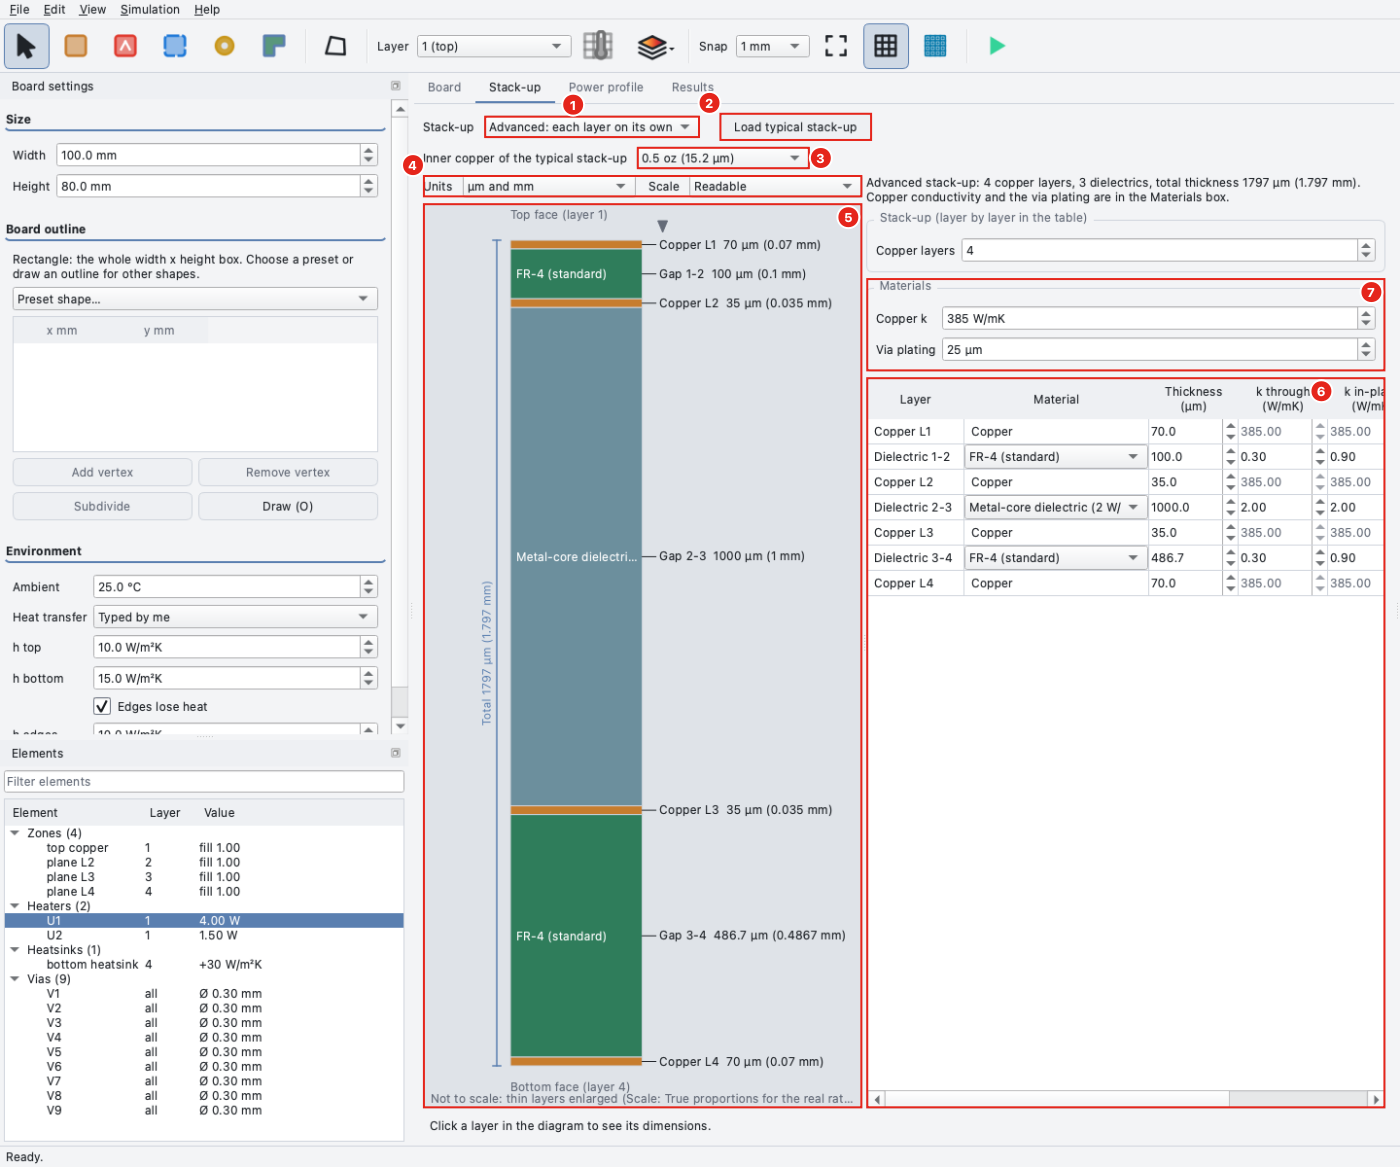 File Edit View Simulation Help
Layer 1 (top) Snap 1 mm
Board settings
Size
Width 100.0 mm
Height 80.0 mm
Board outline
Rectangle: the whole width x height box. Choose a preset or
draw an outline for other shapes.
Preset shape...
x mm y mm
Add vertex Remove vertex
Subdivide Draw (O)
Environment
Ambient 25.0 °C
Heat transfer Typed by me
h top 10.0 W/m²K
h bottom 15.0 W/m²K
Edges lose heat
Elements
Filter elements
Element Layer Value
Zones (4)
top copper 1 fill 1.00
plane L2 2 fill 1.00
plane L3 3 fill 1.00
plane L4 4 fill 1.00
Heaters (2)
U1 1 4.00 W
U2 1 1.50 W
Heatsinks (1)
bottom heatsink 4 +30 W/m²K
Vias (9)
V1 all Ø 0.30 mm
V2 all Ø 0.30 mm
V3 all Ø 0.30 mm
V4 all Ø 0.30 mm
V5 all Ø 0.30 mm
V6 all Ø 0.30 mm
V7 all Ø 0.30 mm
V8 all Ø 0.30 mm
V9 all Ø 0.30 mm
Board Stack-up Power profile Results
1 2
Stack-up Advanced: each layer on its own Load typical stack-up
Inner copper of the typical stack-up 0.5 oz (15.2 µm) 3
4
Units µm and mm Scale Readable
5
Top face (layer 1)
Copper L1 70 µm (0.07 mm)
FR-4 (standard) Gap 1-2 100 µm (0.1 mm)
Copper L2 35 µm (0.035 mm)
Metal-core dielectri... Gap 2-3 1000 µm (1 mm)
Total 1797 µm (1.797 mm)
Copper L3 35 µm (0.035 mm)
FR-4 (standard) Gap 3-4 486.7 µm (0.4867 mm)
Copper L4 70 µm (0.07 mm)
Bottom face (layer 4)
Not to scale: thin layers enlarged (Scale: True proportions for the real rat...
Click a layer in the diagram to see its dimensions.
Advanced stack-up: 4 copper layers, 3 dielectrics, total thickness 1797 µm (1.797 mm).
Copper conductivity and the via plating are in the Materials box.
Stack-up (layer by layer in the table)
Copper layers 4
Materials 7
Copper k 385 W/mK
Via plating 25 µm
6
Layer Material Thickness (µm) k through (W/mK) k in-pla (W/m
Copper L1 Copper 70.0 385.00 385.00
Dielectric 1-2 FR-4 (standard) 100.0 0.30 0.90
Copper L2 Copper 35.0 385.00 385.00
Dielectric 2-3 Metal-core dielectric (2 W/ 1000.0 2.00 2.00
Copper L3 Copper 35.0 385.00 385.00
Dielectric 3-4 FR-4 (standard) 486.7 0.30 0.90
Copper L4 Copper 70.0 385.00 385.00
Ready.